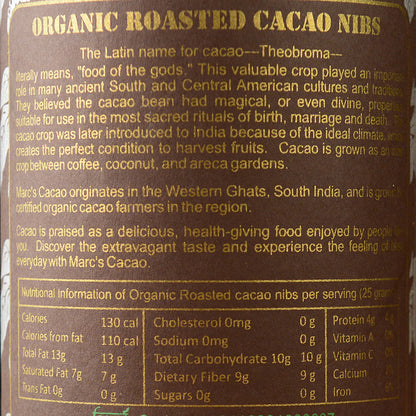 ORGANIC ROASTED CACAO NIBS
The Latin name for cacao---Theobroma---
literally means, "food of the gods." This valuable crop played an important
role in many ancient South and Central American cultures and
They believed the cacao bean had magical, or even divine,
suitable for use in the most sacred rituals of birth, marriage and death.
cacao crop was later introduced to India because of the ideal climate,
creates the perfect condition to harvest fruits. Cacao is grown as an
crop between coffee, coconut, and areca gardens.
Marc's Cacao originates in the Western Ghats, South India, and is
certified organic cacao farmers in the region.
Cacao is praised as a delicious, health-giving food enjoyed by people
you. Discover the extravagant taste and experience the feeling of
everyday with Marc's Cacao.
Nutritional Information of Organic Roasted cacao nibs per serving (25 gram
Calories 130 cal Cholesterol 0mg 0 g Protein 4g
Calories from fat 110 cal Sodium 0mg 0 g Vitamin A
Total Fat 13g 13 g Total Carbohydrate 10g 10 g Vitamin C
Saturated Fat 7g 7 g Dietary Fiber 9g 9 g Calcium
Trans Fat 0g 0 g Sugars 0g 0 g Iron